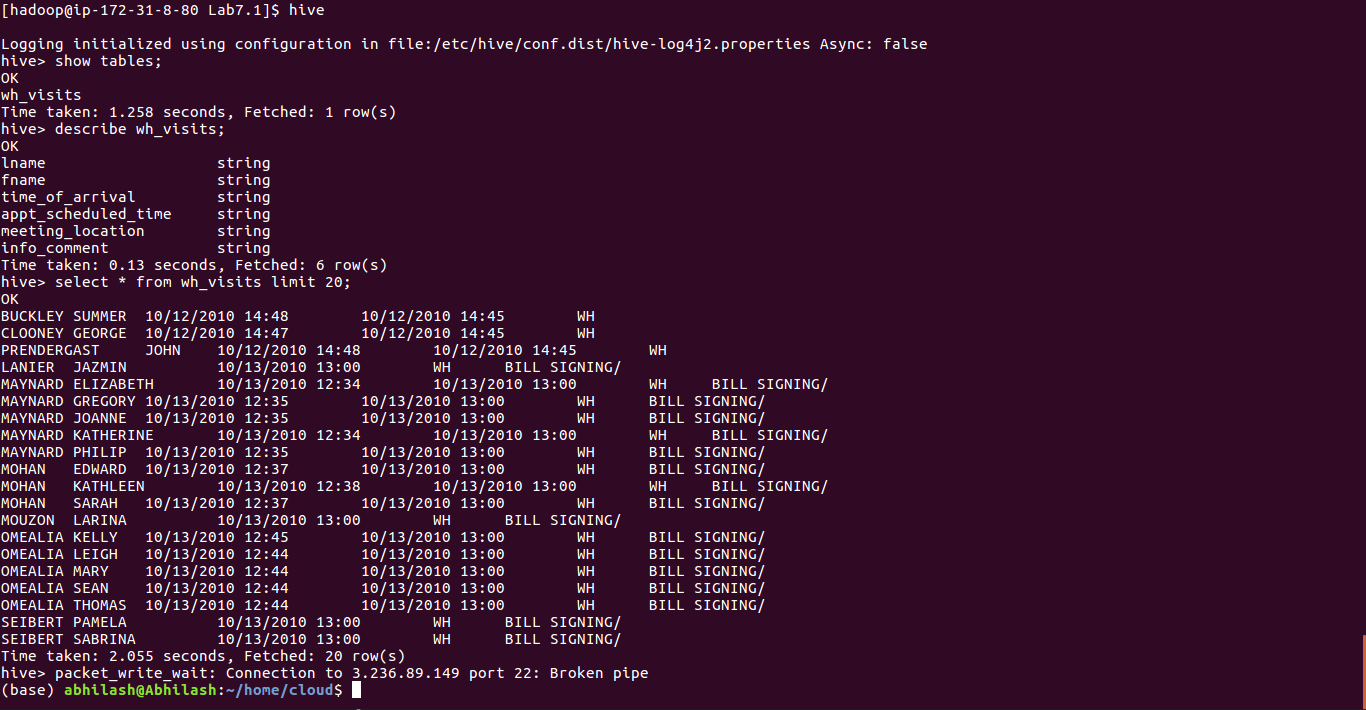 [hadoop@ip-172-31-8-80 Lab7.1]$ hive

Logging initialized using configuration in file:/etc/hive/conf.dist/hive-log4j2.properties Async: false
hive> show tables;
OK
wh_visits
Time taken: 1.258 seconds, Fetched: 1 row(s)
hive> describe wh_visits;
OK
lname                   string
fname                   string
time_of_arrival         string
appt_scheduled_time     string
meeting_location        string
info_comment            string
Time taken: 0.13 seconds, Fetched: 6 row(s)
hive> select * from wh_visits limit 20;
OK
BUCKLEY SUMMER  10/12/2010 14:48        10/12/2010 14:45        WH
CLOONEY GEORGE  10/12/2010 14:47        10/12/2010 14:45        WH
PRENDERGAST     JOHN    10/12/2010 14:48        10/12/2010 14:45        WH
LANIER  JAZMIN          10/13/2010 13:00        WH      BILL SIGNING/
MAYNARD ELIZABETH       10/13/2010 12:34        10/13/2010 13:00        WH     BILL SIGNING/
MAYNARD GREGORY 10/13/2010 12:35        10/13/2010 13:00        WH      BILL SIGNING/
MAYNARD JOANNE  10/13/2010 12:35        10/13/2010 13:00        WH      BILL SIGNING/
MAYNARD KATHERINE       10/13/2010 12:34        10/13/2010 13:00        WH     BILL SIGNING/
MAYNARD PHILIP  10/13/2010 12:35        10/13/2010 13:00        WH      BILL SIGNING/
MOHAN   EDWARD  10/13/2010 12:37        10/13/2010 13:00        WH      BILL SIGNING/
MOHAN   KATHLEEN        10/13/2010 12:38        10/13/2010 13:00        WH     BILL SIGNING/
MOHAN   SARAH   10/13/2010 12:37        10/13/2010 13:00        WH      BILL SIGNING/
MOUZON  LARINA          10/13/2010 13:00        WH      BILL SIGNING/
OMEALIA KELLY   10/13/2010 12:45        10/13/2010 13:00        WH      BILL SIGNING/
OMEALIA LEIGH   10/13/2010 12:44        10/13/2010 13:00        WH      BILL SIGNING/
OMEALIA MARY    10/13/2010 12:44        10/13/2010 13:00        WH      BILL SIGNING/
OMEALIA SEAN    10/13/2010 12:44        10/13/2010 13:00        WH      BILL SIGNING/
OMEALIA THOMAS  10/13/2010 12:44        10/13/2010 13:00        WH      BILL SIGNING/
SEIBERT PAMELA          10/13/2010 13:00        WH      BILL SIGNING/
SEIBERT SABRINA         10/13/2010 13:00        WH      BILL SIGNING/
Time taken: 2.055 seconds, Fetched: 20 row(s)
hive> packet_write_wait: Connection to 3.236.89.149 port 22: Broken pipe
(base) abhilash@Abhilash:~/home/cloud$